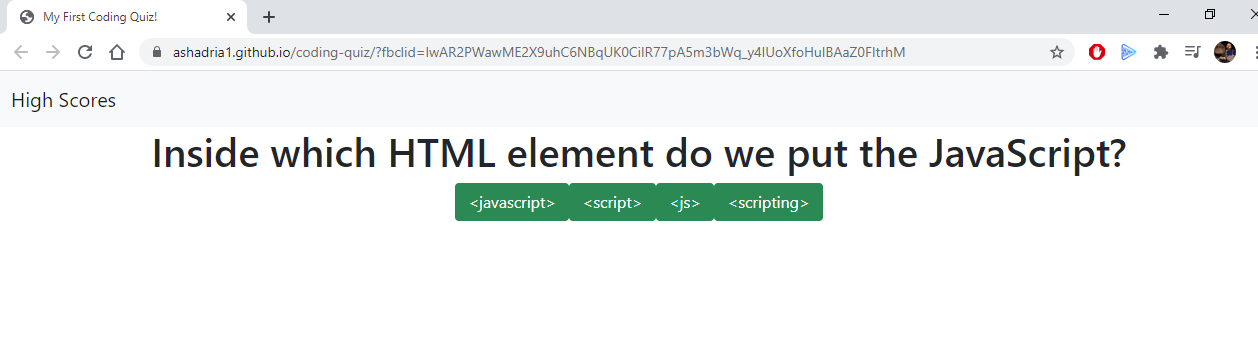 My First Coding Quiz!
ashadria1.github.io/coding-quiz/?fbclid=IwAR2PWawME2X9uhC6NBqUK0CiIR77pA5m3bWq_y4IUoXfoHuIBAaZ0FItrhM
High Scores
Inside which HTML element do we put the JavaScript?
<javascript> <script> <js> <scripting>